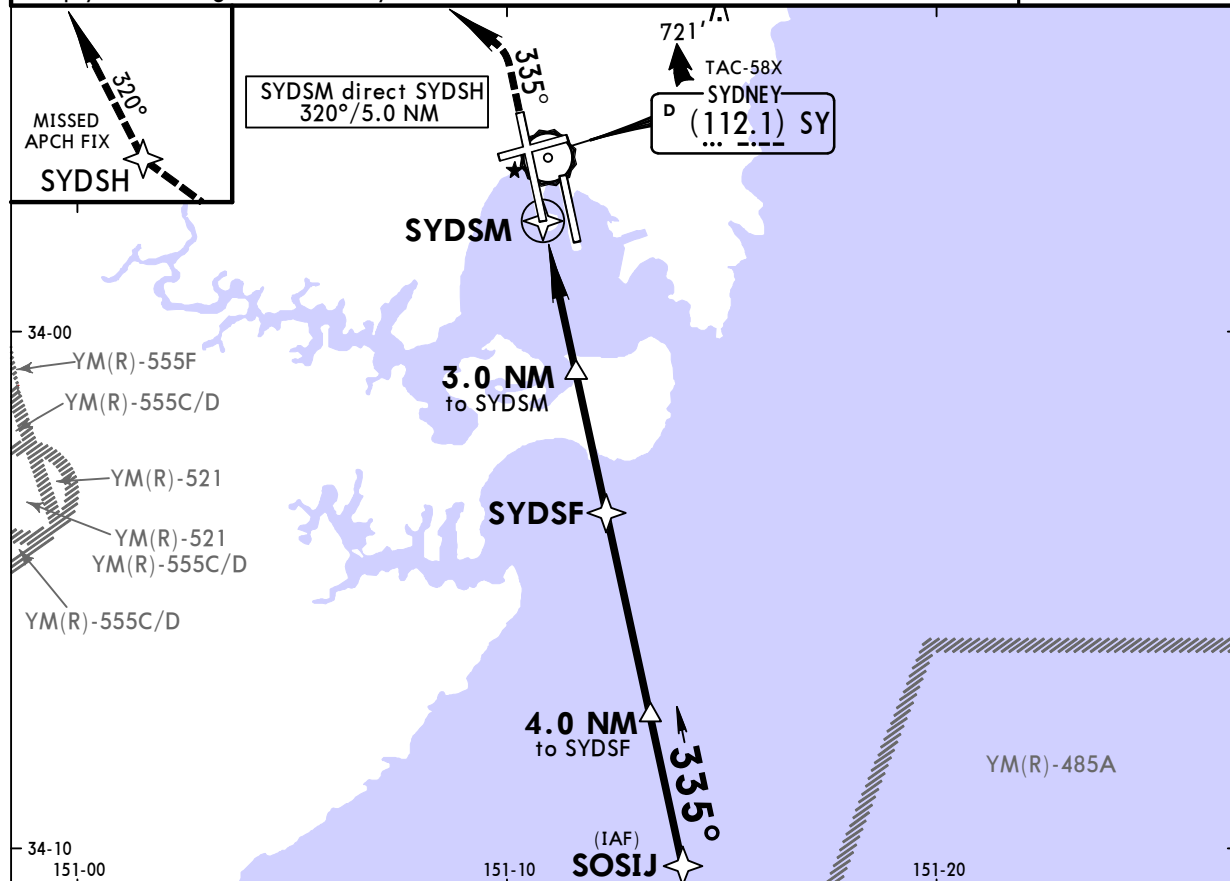 320°
MISSED
APCH FIX
SYDSH
SYDSM direct SYDSH
320°/5.0 NM
335°
721'
TAC-58X
SYDNEY
D (112.1) SY
SYDSM
34-00
YM(R)-555F
YM(R)-555C/D
3.0 NM
to SYDSM
YM(R)-521
SYDSF
YM(R)-521
YM(R)-555C/D
YM(R)-555C/D
4.0 NM
to SYDSF
335°
YM(R)-485A
(IAF)
SOSIJ
34-10
151-00
151-10
151-20